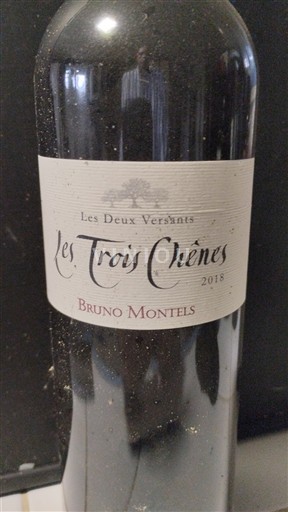 Les Deux Versants
Les Trois Chênes
2018
BRUNO MONTELS